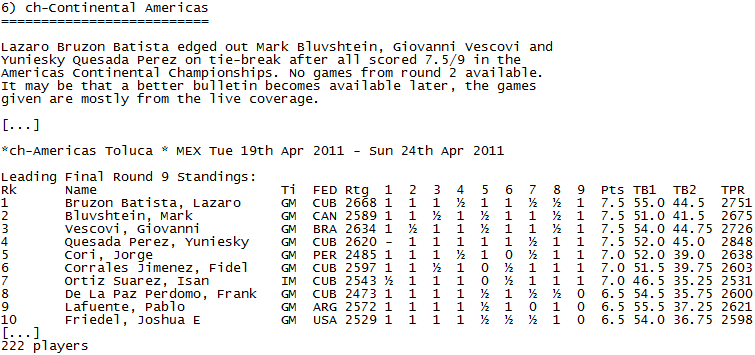 6) ch-Continental Americas
==========================
Lazaro Bruzon Batista edged out Mark Bluvshtein, Giovanni Vescovi and
Yuniesky Quesada Perez on tie-break after all scored 7.5/9 in the
Americas Continental Championships. No games from round 2 available.
It may be that a better bulletin becomes available later, the games
given are mostly from the live coverage.
[...]
*ch-Americas Toluca * MEX Tue 19th Apr 2011 - Sun 24th Apr 2011
Leading Final Round 9 Standings:
Rk Name Ti FED Rtg 1 2 3 4 5 6 7 8 9 Pts TB1 TB2 TPR
1 Bruzon Batista, Lazaro GM CUB 2668 1 1 1 ½ 1 1 ½ ½ 1 7.5 55.0 44.5 2751
2 Bluvshtein, Mark GM CAN 2589 1 1 ½ 1 ½ 1 1 ½ 1 7.5 51.0 41.5 2675
3 Vescovi, Giovanni GM BRA 2634 1 ½ 1 1 ½ 1 1 ½ 1 7.5 54.0 44.75 2726
4 Quesada Perez, Yuniesky GM CUB 2620 - 1 1 1 1 1 ½ 1 1 7.5 52.0 45.0 2848
5 Cori, Jorge GM PER 2485 1 1 1 ½ 1 0 ½ 1 1 7.0 52.0 39.0 2638
6 Corrales Jimenez, Fidel GM CUB 2597 1 1 ½ 1 0 ½ 1 1 1 7.0 51.5 39.75 2603
7 Ortiz Suarez, Isan IM CUB 2543 ½ 1 1 1 0 ½ 1 1 1 7.0 46.5 35.25 2531
8 De La Paz Perdomo, Frank GM CUB 2473 1 1 1 1 ½ 1 ½ ½ 0 6.5 54.5 35.75 2600
9 Lafuente, Pablo GM ARG 2572 1 1 1 1 ½ 1 0 1 0 6.5 55.5 37.25 2621
10 Friedel, Joshua E GM USA 2529 1 1 1 1 ½ ½ ½ 1 0 6.5 54.0 36.75 2598
[...]
222 players